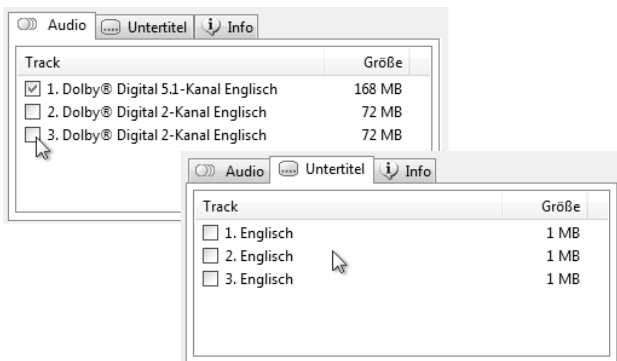 Audio Untertitel Info
Track Größe
1. Dolby® Digital 5.1-Kanal Englisch 168 MB
2. Dolby® Digital 2-Kanal Englisch 72 MB
3. Dolby® Digital 2-Kanal Englisch 72 MB
Audio Untertitel Info
Track Größe
1. Englisch 1 MB
2. Englisch 1 MB
3. Englisch 1 MB